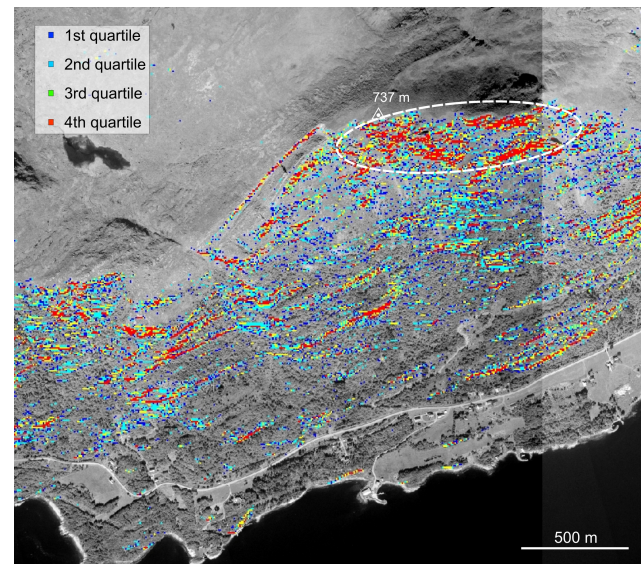 1st quartile
2nd quartile
3rd quartile
4th quartile
737 m
500 m